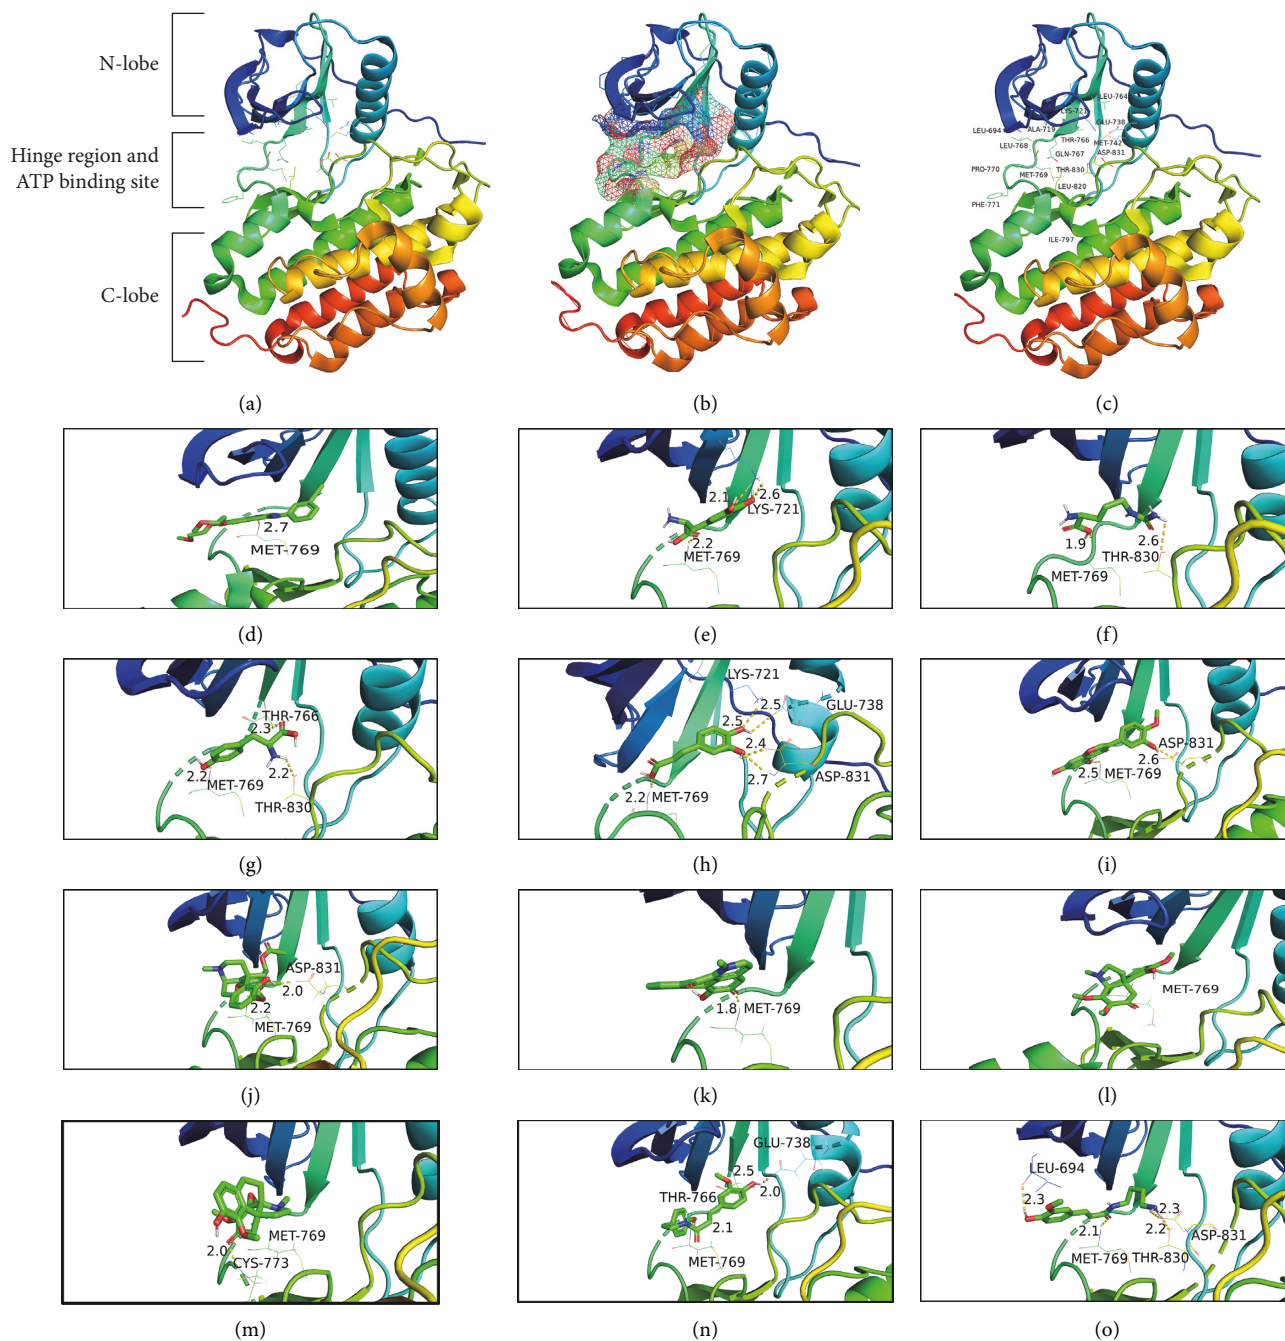 N-lobe
Hinge region and
ATP binding site
C-lobe
LEU-764
LYS-721
GLU-738
LEU-694
ALA-719
THR-766
MET-742
LEU-768
GLN-767
ASP-831
PRO-770
MET-769
THR-830
LEU-820
PHE-771
ILE-797
(a)
(b)
(c)
2.7
MET-769
2.1
2.6
LYS-721
2.2
MET-769
1.9
2.6
THR-830
MET-769
(d)
(e)
(f)
THR-766
2.3
2.2
MET-769
2.2
THR-830
LYS-721
2.5
GLU-738
2.5
2.4
2.7
ASP-831
2.2
MET-769
ASP-831
2.6
2.5
MET-769
(g)
(h)
(i)
ASP-831
2.0
2.2
MET-769
1.8
MET-769
MET-769
(j)
(k)
(l)
MET-769
2.0
CYS-773
GLU-738
2.5
2.0
THR-766
2.1
MET-769
LEU-694
2.3
2.3
2.1
2.2
ASP-831
MET-769
THR-830
(m)
(n)
(o)